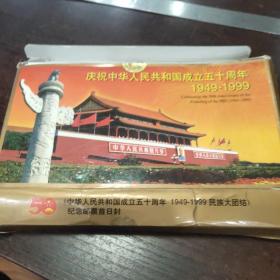 庆祝中华人民共和国成立五十周年
1949-1999
Celebrating the 50th Anniversary of the
Founding of the PRC (1949-1999)
中华人民共和国万岁
世界人民大团结万岁
50
《中华人民共和国成立五十周年 1949-1999 民族大团结》
纪念邮票首日封